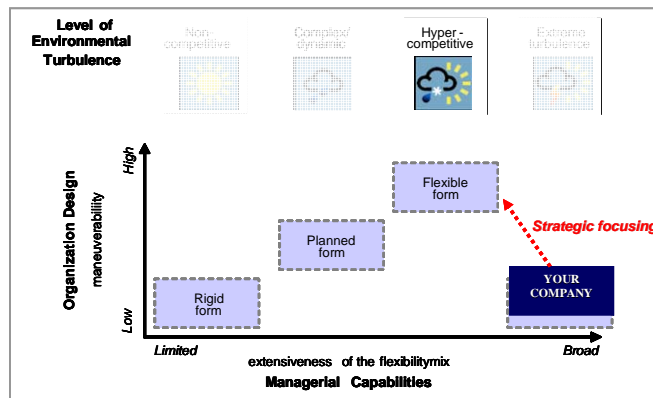 Level of
Environmental
Turbulence
Non-
competitive
Complex/
dynamic
Hyper-
competitive
Extreme
turbulence
Organization Design
maneuverability
High
Low
Flexible
form
Planned
form
Rigid
form
Strategic focusing
YOUR
COMPANY
Limited
Broad
extensiveness of the flexibilitymix
Managerial Capabilities